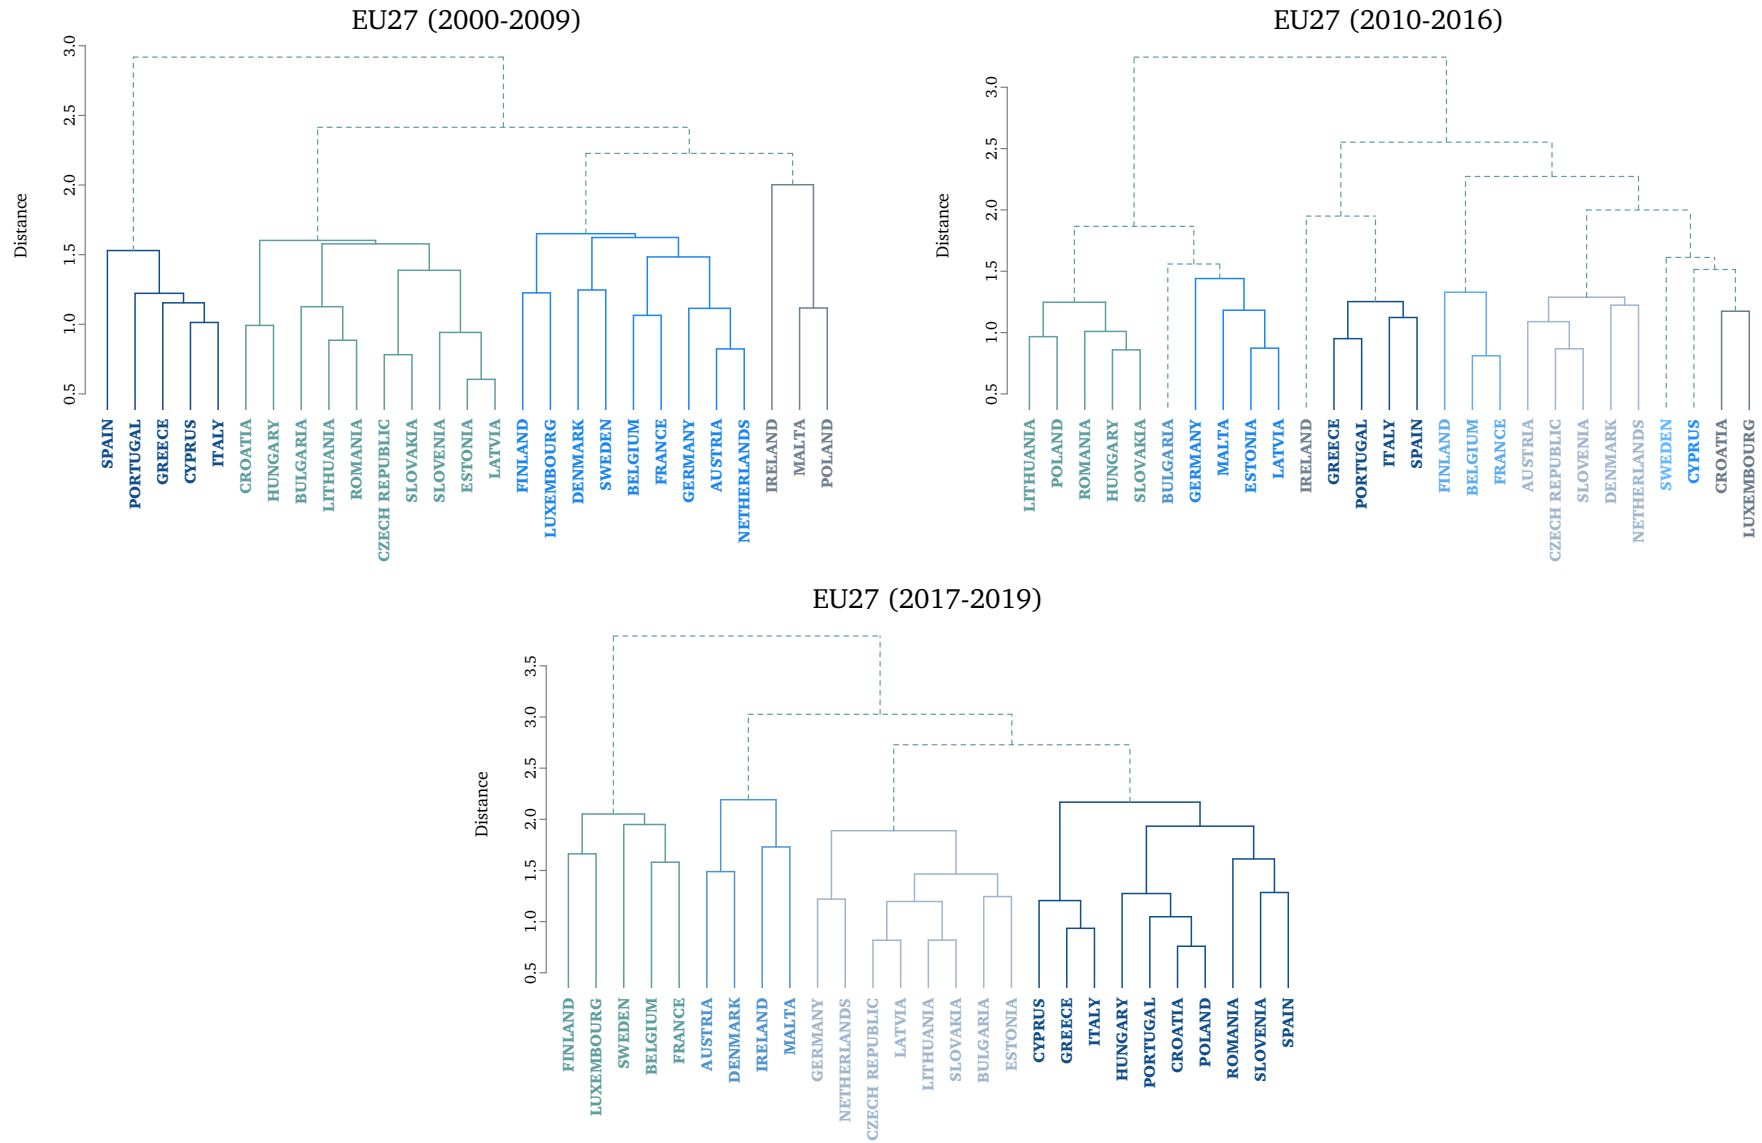 EU27 (2000-2009)
Distance
3.0
2.5
2.0
1.5
1.0
0.5
SPAIN
PORTUGAL
GREECE
CYPRUS
ITALY
CROATIA
HUNGARY
BULGARIA
LITHUANIA
ROMANIA
CZECH REPUBLIC
SLOVAKIA
SLOVENIA
ESTONIA
LATVIA
FINLAND
LUXEMBOURG
DENMARK
SWEDEN
BELGIUM
FRANCE
GERMANY
AUSTRIA
NETHERLANDS
IRELAND
MALTA
POLAND
EU27 (2010-2016)
Distance
3.0
2.5
2.0
1.5
1.0
0.5
LITHUANIA
POLAND
ROMANIA
HUNGARY
SLOVAKIA
BULGARIA
GERMANY
MALTA
ESTONIA
LATVIA
IRELAND
GREECE
PORTUGAL
ITALY
SPAIN
FINLAND
BELGIUM
FRANCE
AUSTRIA
CZECH REPUBLIC
SLOVENIA
DENMARK
NETHERLANDS
SWEDEN
CYPRUS
CROATIA
LUXEMBOURG
EU27 (2017-2019)
Distance
3.5
3.0
2.5
2.0
1.5
1.0
0.5
FINLAND
LUXEMBOURG
SWEDEN
BELGIUM
FRANCE
AUSTRIA
DENMARK
IRELAND
MALTA
GERMANY
NETHERLANDS
CZECH REPUBLIC
LATVIA
LITHUANIA
SLOVAKIA
BULGARIA
ESTONIA
CYPRUS
GREECE
ITALY
HUNGARY
PORTUGAL
CROATIA
POLAND
ROMANIA
SLOVENIA
SPAIN